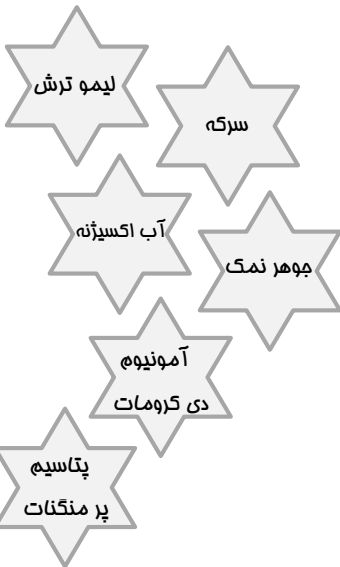 لیمو ترش
سرکه
آب اکسیژنه
جوهر نمک
آمونیوم
دی کرومات
پتاسیم
پر منگنات